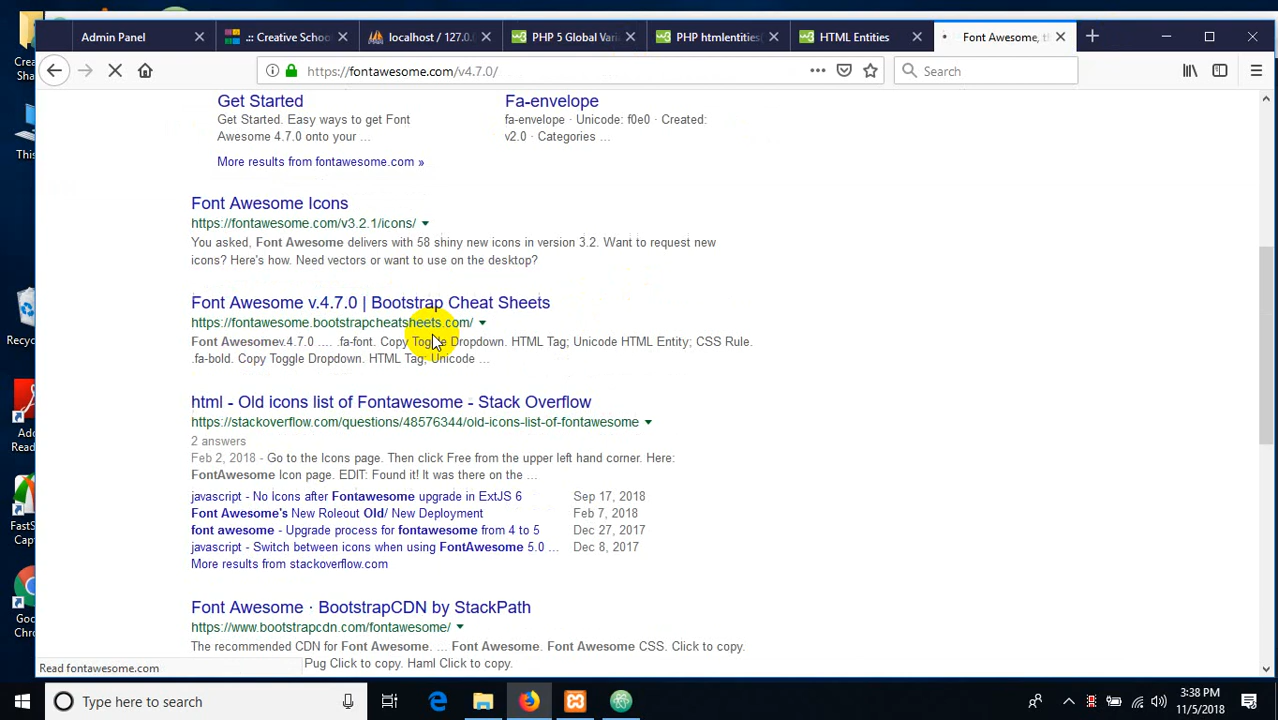 Admin Panel
.:: Creative School
localhost / 127.0.
PHP 5 Global Vari
PHP htmlentities(
HTML Entities
Font Awesome, t
https://fontawesome.com/v4.7.0/
Search
Get Started
Fa-envelope
Get Started. Easy ways to get Font
Awesome 4.7.0 onto your ...
fa-envelope · Unicode: f0e0 · Created:
v2.0 · Categories ...
More results from fontawesome.com »
Font Awesome Icons
https://fontawesome.com/v3.2.1/icons/
You asked, Font Awesome delivers with 58 shiny new icons in version 3.2. Want to request new
icons? Here's how. Need vectors or want to use on the desktop?
Font Awesome v.4.7.0 | Bootstrap Cheat Sheets
https://fontawesome.bootstrapcheatsheets.com/
Font Awesomev.4.7.0 .... .fa-font. Copy Toggle Dropdown. HTML Tag; Unicode HTML Entity; CSS Rule.
.fa-bold. Copy Toggle Dropdown. HTML Tag; Unicode ...
html - Old icons list of Fontawesome - Stack Overflow
https://stackoverflow.com/questions/48576344/old-icons-list-of-fontawesome
2 answers
Feb 2, 2018 - Go to the Icons page. Then click Free from the upper left hand corner. Here:
FontAwesome Icon page. EDIT: Found it! It was there on the ...
javascript - No Icons after Fontawesome upgrade in ExtJS 6 Sep 17, 2018
Font Awesome's New Roleout Old/ New Deployment Feb 7, 2018
font awesome - Upgrade process for fontawesome from 4 to 5 Dec 27, 2017
javascript - Switch between icons when using FontAwesome 5.0 ... Dec 8, 2017
More results from stackoverflow.com
Font Awesome · BootstrapCDN by StackPath
https://www.bootstrapcdn.com/fontawesome/
The recommended CDN for Font Awesome. ... Font Awesome. Font Awesome CSS. Click to copy.
Pug Click to copy. Haml Click to copy.
Read fontawesome.com
Type here to search
3:38 PM
11/5/2018